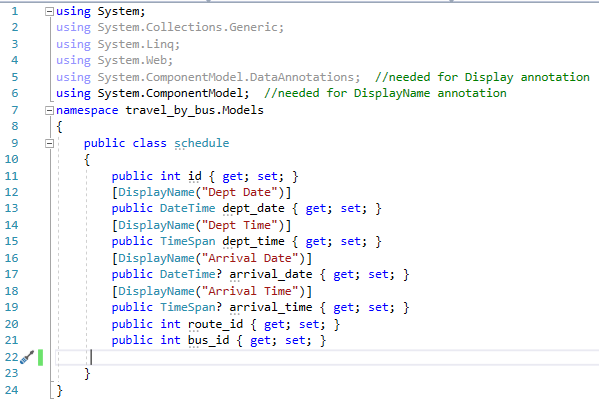 1 using System;
2 using System.Collections.Generic;
3 using System.Linq;
4 using System.Web;
5 using System.ComponentModel.DataAnnotations;  //needed for Display annotation
6 using System.ComponentModel;  //needed for DisplayName annotation
7 namespace travel_by_bus.Models
8 {
9     public class schedule
10     {
11         public int id { get; set; }
12         [DisplayName("Dept Date")]
13         public DateTime dept_date { get; set; }
14         [DisplayName("Dept Time")]
15         public TimeSpan dept_time { get; set; }
16         [DisplayName("Arrival Date")]
17         public DateTime? arrival_date { get; set; }
18         [DisplayName("Arrival Time")]
19         public TimeSpan? arrival_time { get; set; }
20         public int route_id { get; set; }
21         public int bus_id { get; set; }
22
23     }
24 }